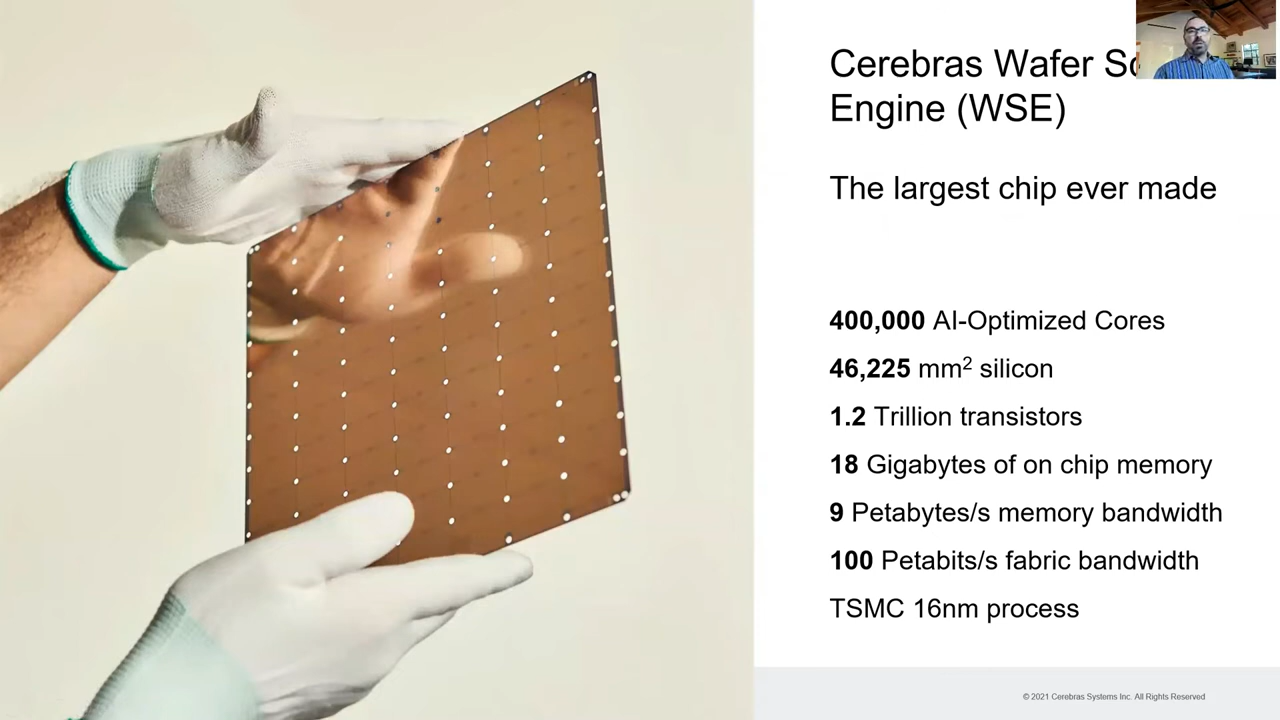 Cerebras Wafer
Engine (WSE)
The largest chip ever made
400,000 AI-Optimized Cores
46,225 mm² silicon
1.2 Trillion transistors
18 Gigabytes of on chip memory
9 Petabytes/s memory bandwidth
100 Petabits/s fabric bandwidth
TSMC 16nm process
© 2021 Cerebras Systems Inc. All Rights Reserved